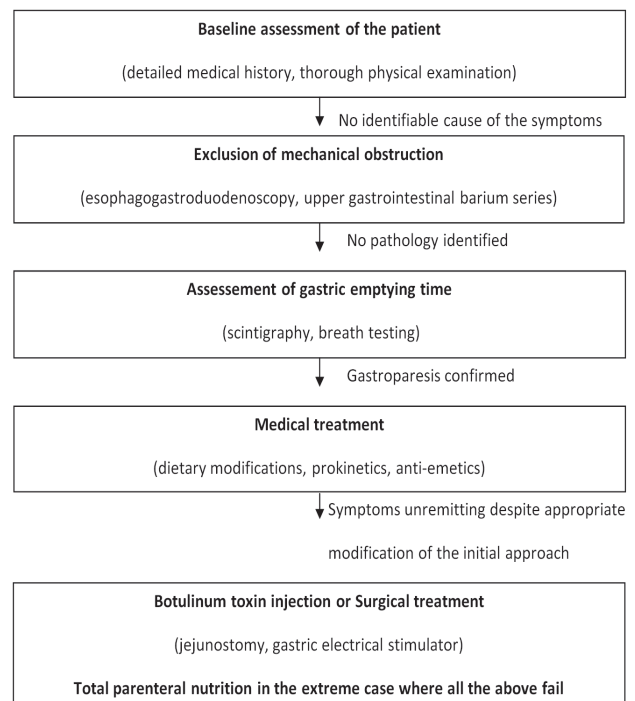 Baseline assessment of the patient
(detailed medical history, thorough physical examination)
No identifiable cause of the symptoms
Exclusion of mechanical obstruction
(esophagogastroduodenoscopy, upper gastrointestinal barium series)
No pathology identified
Assessement of gastric emptying time
(scintigraphy, breath testing)
Gastroparesis confirmed
Medical treatment
(dietary modifications, prokinetics, anti-emetics)
Symptoms unremitting despite appropriate
modification of the initial approach
Botulinum toxin injection or Surgical treatment
(jejunostomy, gastric electrical stimulator)
Total parenteral nutrition in the extreme case where all the above fail